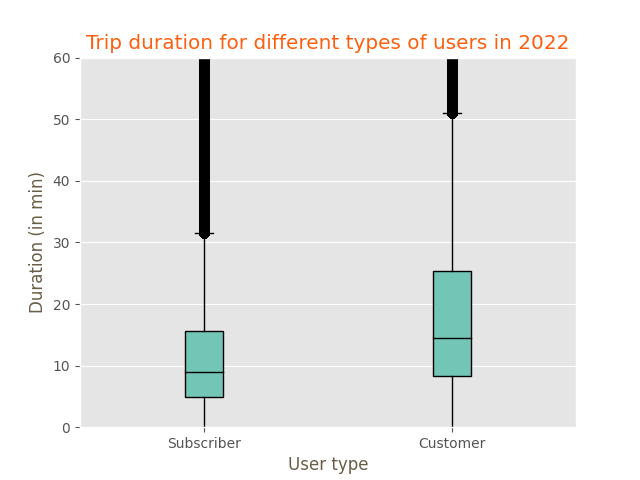 Trip duration for different types of users in 2022
Duration (in min)
60
50
40
30
20
10
0
Subscriber
Customer
User type